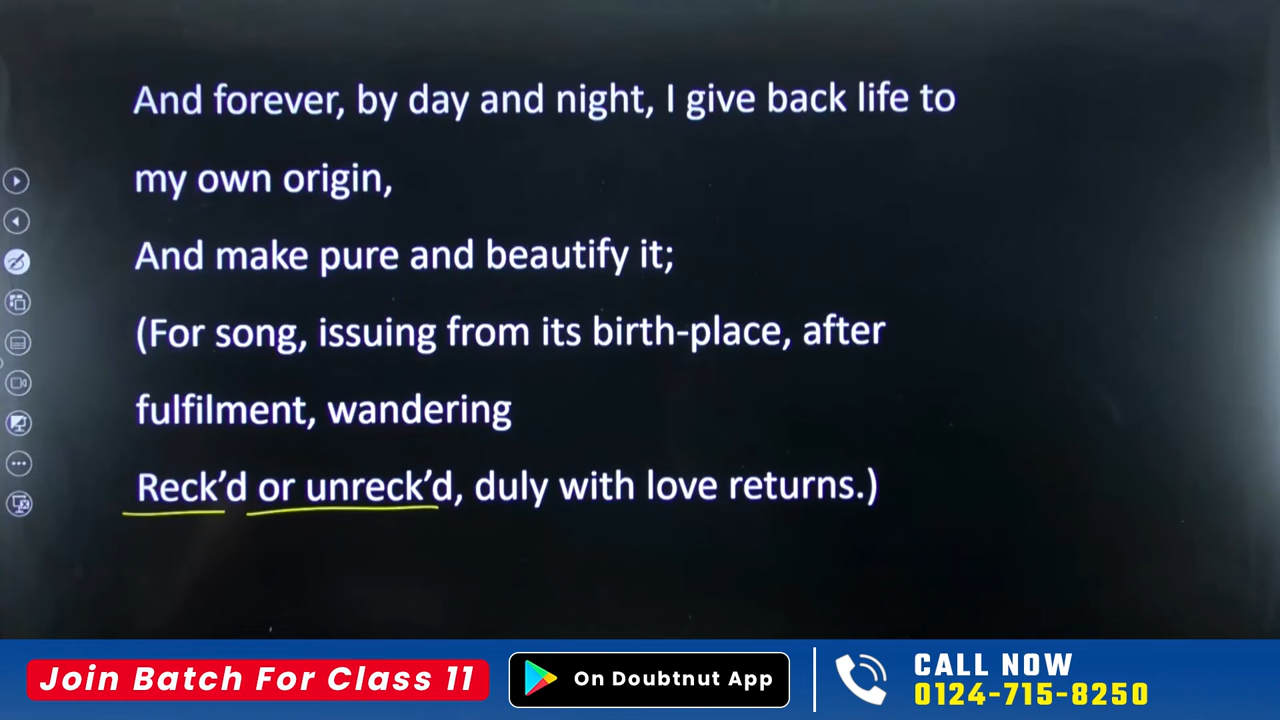 And forever, by day and night, I give back life to
my own origin,
And make pure and beautify it;
(For song, issuing from its birth-place, after
fulfilment, wandering
Reck’d or unreck’d, duly with love returns.)
Join Batch For Class 11
On Doubtnut App
CALL NOW
0124-715-8250